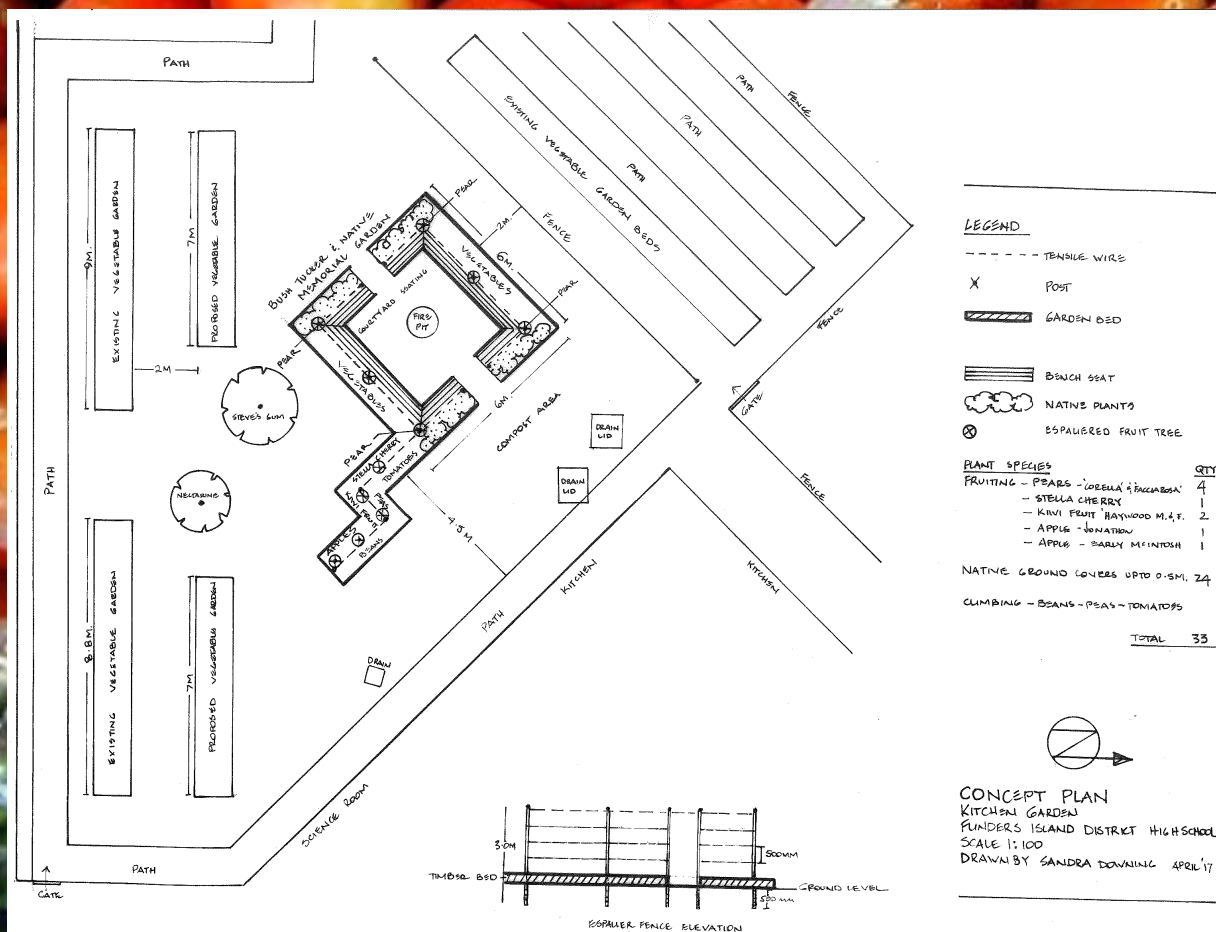 PATH
PATH
FENCE
EXISTING VEGETABLE GARDEN BEDS
PATH
PATH
9M.
EXISTING VEGETABLE GARDEN
7M
PROPOSED VEGETABLE GARDEN
2M
STEVE'S GUM
NECTARINE
BUSH TUCKER & NATIVE
MEMORIAL GARDEN
PEAR
2M.
FENCE
VEGETABLES
6M.
PEAR
COURTYARD SEATING
FIRE
PIT
PEAR
VEGETABLES
6M.
COMPOST AREA
DRAIN
LID
DRAIN
LID
FENCE
GATE
FENCE
PEAR
STELLA CHERRY
TOMATOES
KIWI FRUIT
PEAS
APPLES
BEANS
4.5M
PATH
KITCHEN
KITCHEN
PATH
8.8M.
EXISTING VEGETABLE GARDEN
7M
PROPOSED VEGETABLE GARDEN
DRAIN
SCIENCE ROOM
PATH
GATE
LEGEND
TENSILE WIRE
POST
GARDEN BED
BENCH SEAT
NATIVE PLANTS
ESPALIERED FRUIT TREE
PLANT SPECIES QTY
FRUITING - PEARS - 'CORELLA' & 4
- STELLA CHERRY 1
- KIWI FRUIT 'HAYWOOD M.&F. 2
- APPLE - JONATHON 1
- APPLE - EARLY MCINTOSH 1
NATIVE GROUND COVERS UPTO 0.5M. 24
CLIMBING - BEANS - PEAS - TOMATOES
TOTAL 33
CONCEPT PLAN
KITCHEN GARDEN
FLINDERS ISLAND DISTRICT HIGH SCHOOL
SCALE 1:100
DRAWN BY SANDRA DOWNING APRIL '17
3.0M
500MM
TIMBER BED
GROUND LEVEL
500 MM
ESPALIER FENCE ELEVATION